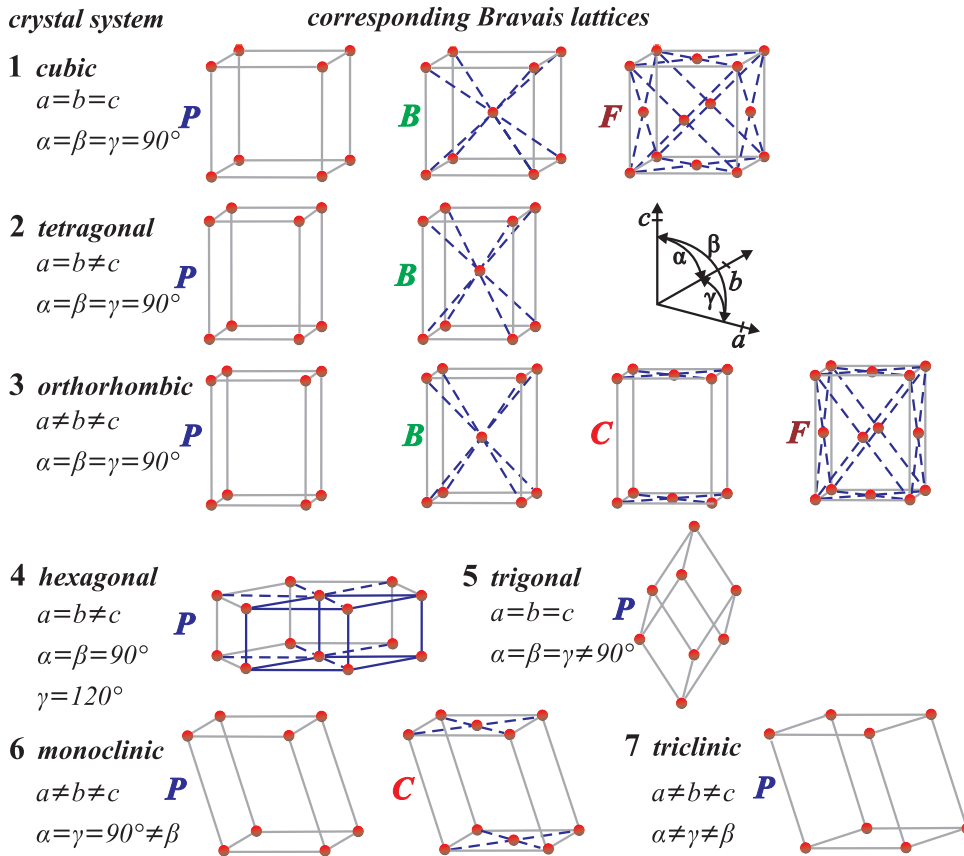 crystal system corresponding Bravais lattices
1 cubic
a=b=c
α=β=γ=90°
P
B
F
2 tetragonal
a=b≠c
α=β=γ=90°
P
B
c
β
α
b
γ
a
3 orthorhombic
a≠b≠c
α=β=γ=90°
P
B
C
F
4 hexagonal
a=b≠c
α=β=90°
γ=120°
P
5 trigonal
a=b=c
α=β=γ≠90°
P
6 monoclinic
a≠b≠c
α=γ=90°≠β
P
C
7 triclinic
a≠b≠c
α≠γ≠β
P